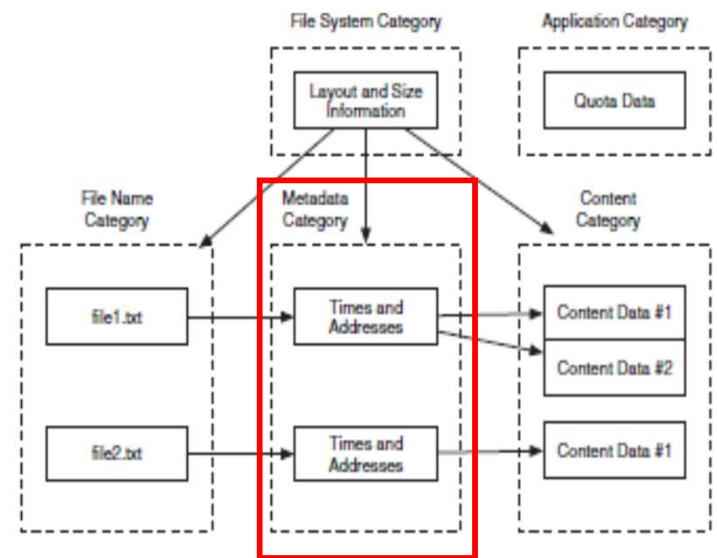 File System Category
Application Category
Layout and Size
Information
Quota Data
File Name
Category
Metadata
Category
Content
Category
file1.txt
Times and
Addresses
Content Data #1
Content Data #2
file2.txt
Times and
Addresses
Content Data #1